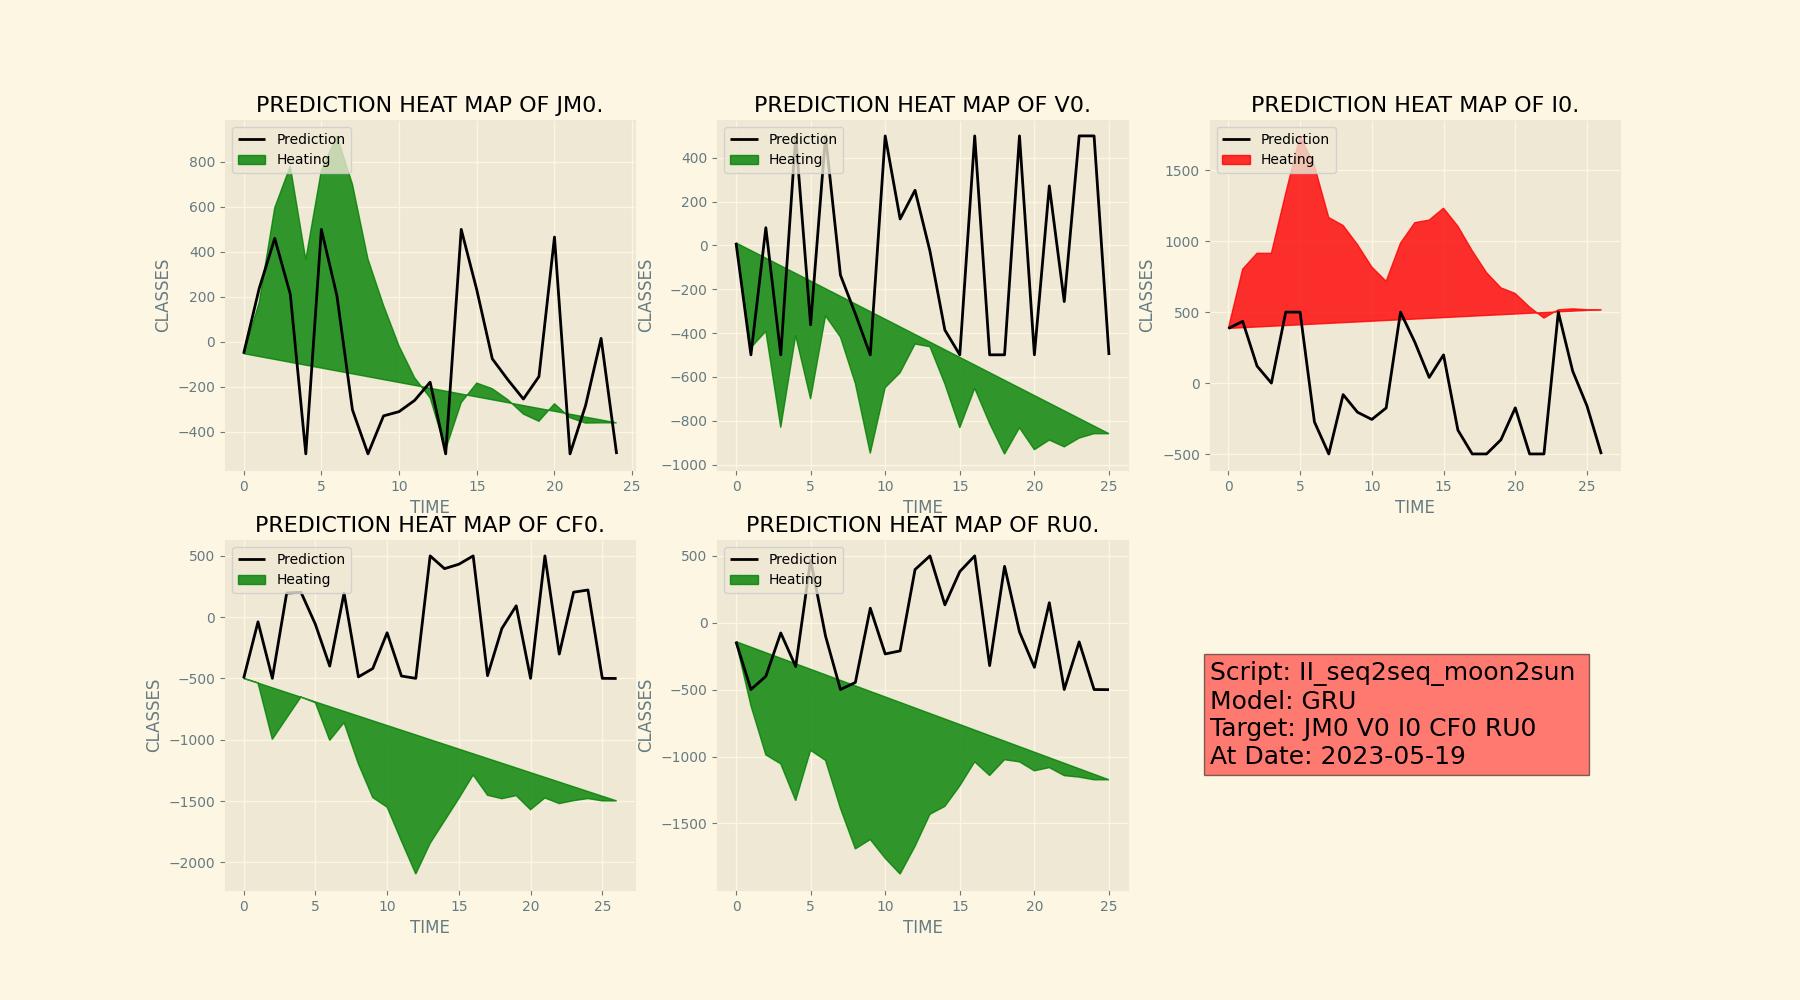 PREDICTION HEAT MAP OF JM0.
Prediction
Heating
CLASSES
800
600
400
200
0
−200
−400
0 5 10 15 20 25
TIME
PREDICTION HEAT MAP OF V0.
Prediction
Heating
CLASSES
400
200
0
−200
−400
−600
−800
−1000
0 5 10 15 20 25
TIME
PREDICTION HEAT MAP OF I0.
Prediction
Heating
CLASSES
1500
1000
500
0
−500
0 5 10 15 20 25
TIME
PREDICTION HEAT MAP OF CF0.
Prediction
Heating
CLASSES
500
0
−500
−1000
−1500
−2000
0 5 10 15 20 25
TIME
PREDICTION HEAT MAP OF RU0.
Prediction
Heating
CLASSES
500
0
−500
−1000
−1500
0 5 10 15 20 25
TIME
Script: II_seq2seq_moon2sun
Model: GRU
Target: JM0 V0 I0 CF0 RU0
At Date: 2023-05-19